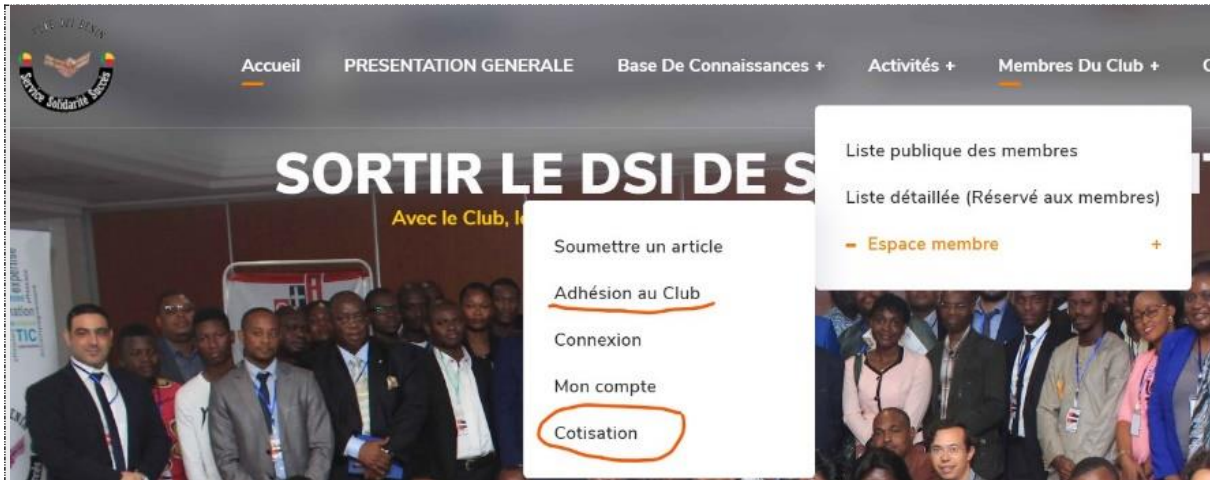 Service Solidarité Succès
Accueil
PRESENTATION GENERALE
Base De Connaissances +
Activités +
Membres Du Club +
SORTIR LE DSI DE S
Avec le Club, l
Liste publique des membres
Liste détaillée (Réservé aux membres)
– Espace membre +
Soumettre un article
Adhésion au Club
Connexion
Mon compte
Cotisation
expertise
TIC